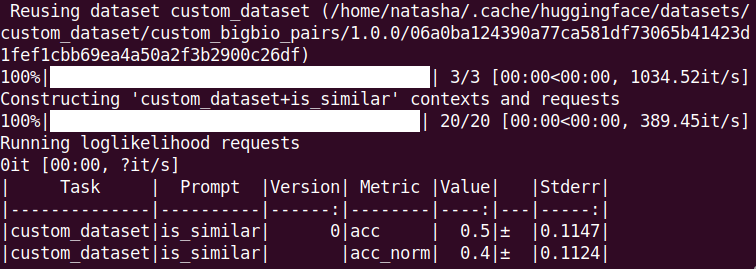 Reusing dataset custom_dataset (/home/natasha/.cache/huggingface/datasets/
custom_dataset/custom_bigbio_pairs/1.0.0/06a0ba124390a77ca581df73065b41423d
1fef1cbb69ea4a50a2f3b2900c26df)
100%|██████████████████████████████████████| 3/3 [00:00<00:00, 1034.52it/s]
Constructing 'custom_dataset+is_similar' contexts and requests
100%|█████████████████████████████████████| 20/20 [00:00<00:00, 389.45it/s]
Running loglikelihood requests
0it [00:00, ?it/s]
|     Task     |  Prompt  |Version| Metric |Value|   |Stderr|
|--------------|----------|------:|--------|----:|---|-----:|
|custom_dataset|is_similar|      0|acc     |  0.5|±  |0.1147|
|custom_dataset|is_similar|       |acc_norm|  0.4|±  |0.1124|